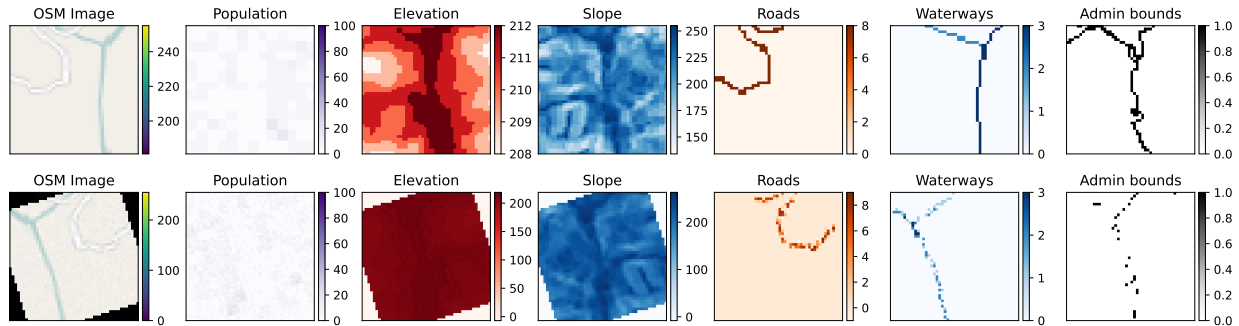 OSM Image Population Elevation Slope Roads Waterways Admin bounds
240 220 200
100 80 60 40 20 0
212 211 210 209 208
250 225 200 175 150
8 6 4 2 0
3 2 1 0
1.0 0.8 0.6 0.4 0.2 0.0
OSM Image Population Elevation Slope Roads Waterways Admin bounds
200 100 0
100 80 60 40 20 0
200 150 100 50 0
200 100 0
8 6 4 2 0
3 2 1 0
1.0 0.8 0.6 0.4 0.2 0.0